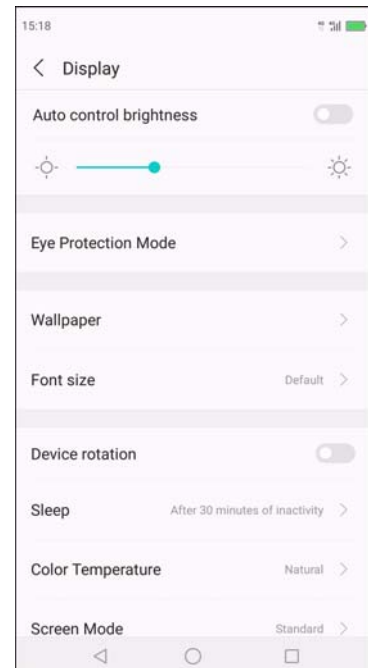 15:18
Display
Auto control brightness
Eye Protection Mode
Wallpaper
Font size Default
Device rotation
Sleep After 30 minutes of inactivity
Color Temperature Natural
Screen Mode Standard